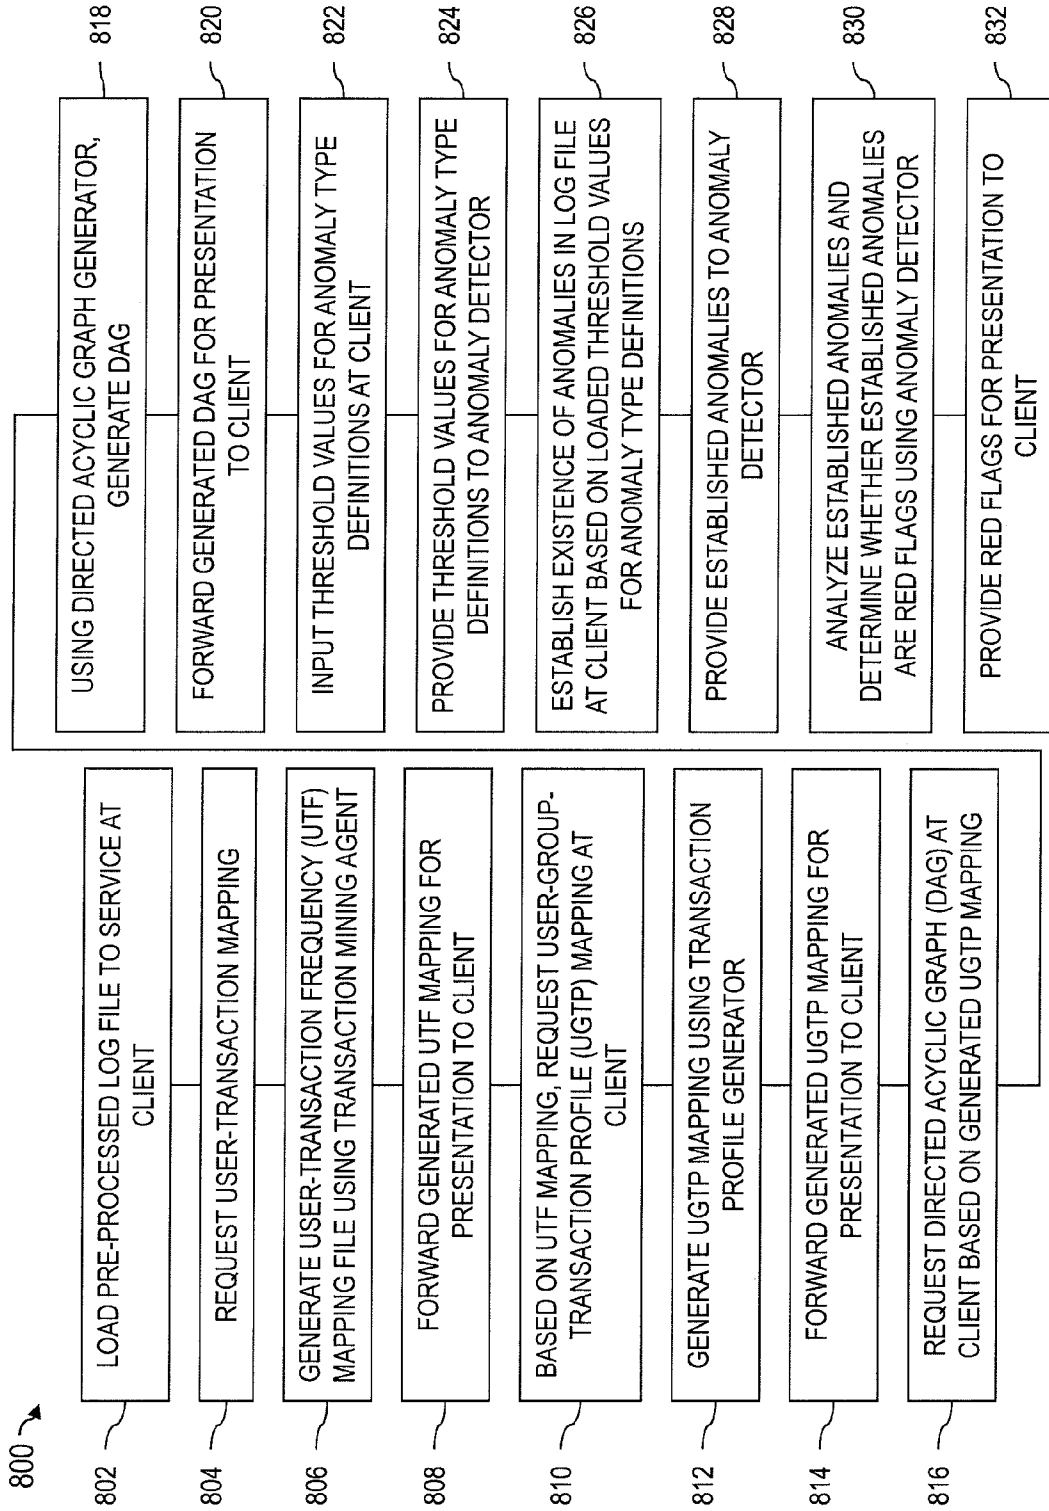 800
802
LOAD PRE-PROCESSED LOG FILE TO SERVICE AT
CLIENT
804
REQUEST USER-TRANSACTION MAPPING
806
GENERATE USER-TRANSACTION FREQUENCY (UTF)
MAPPING FILE USING TRANSACTION MINING AGENT
808
FORWARD GENERATED UTF MAPPING FOR
PRESENTATION TO CLIENT
810
BASED ON UTF MAPPING, REQUEST USER-GROUP-
TRANSACTION PROFILE (UGTP) MAPPING AT
CLIENT
812
GENERATE UGTP MAPPING USING TRANSACTION
PROFILE GENERATOR
814
FORWARD GENERATED UGTP MAPPING FOR
PRESENTATION TO CLIENT
816
REQUEST DIRECTED ACYCLIC GRAPH (DAG) AT
CLIENT BASED ON GENERATED UGTP MAPPING
818
USING DIRECTED ACYCLIC GRAPH GENERATOR,
GENERATE DAG
820
FORWARD GENERATED DAG FOR PRESENTATION
TO CLIENT
822
INPUT THRESHOLD VALUES FOR ANOMALY TYPE
DEFINITIONS AT CLIENT
824
PROVIDE THRESHOLD VALUES FOR ANOMALY TYPE
DEFINITIONS TO ANOMALY DETECTOR
826
ESTABLISH EXISTENCE OF ANOMALIES IN LOG FILE
AT CLIENT BASED ON LOADED THRESHOLD VALUES
FOR ANOMALY TYPE DEFINITIONS
828
PROVIDE ESTABLISHED ANOMALIES TO ANOMALY
DETECTOR
830
ANALYZE ESTABLISHED ANOMALIES AND
DETERMINE WHETHER ESTABLISHED ANOMALIES
ARE RED FLAGS USING ANOMALY DETECTOR
832
PROVIDE RED FLAGS FOR PRESENTATION TO
CLIENT